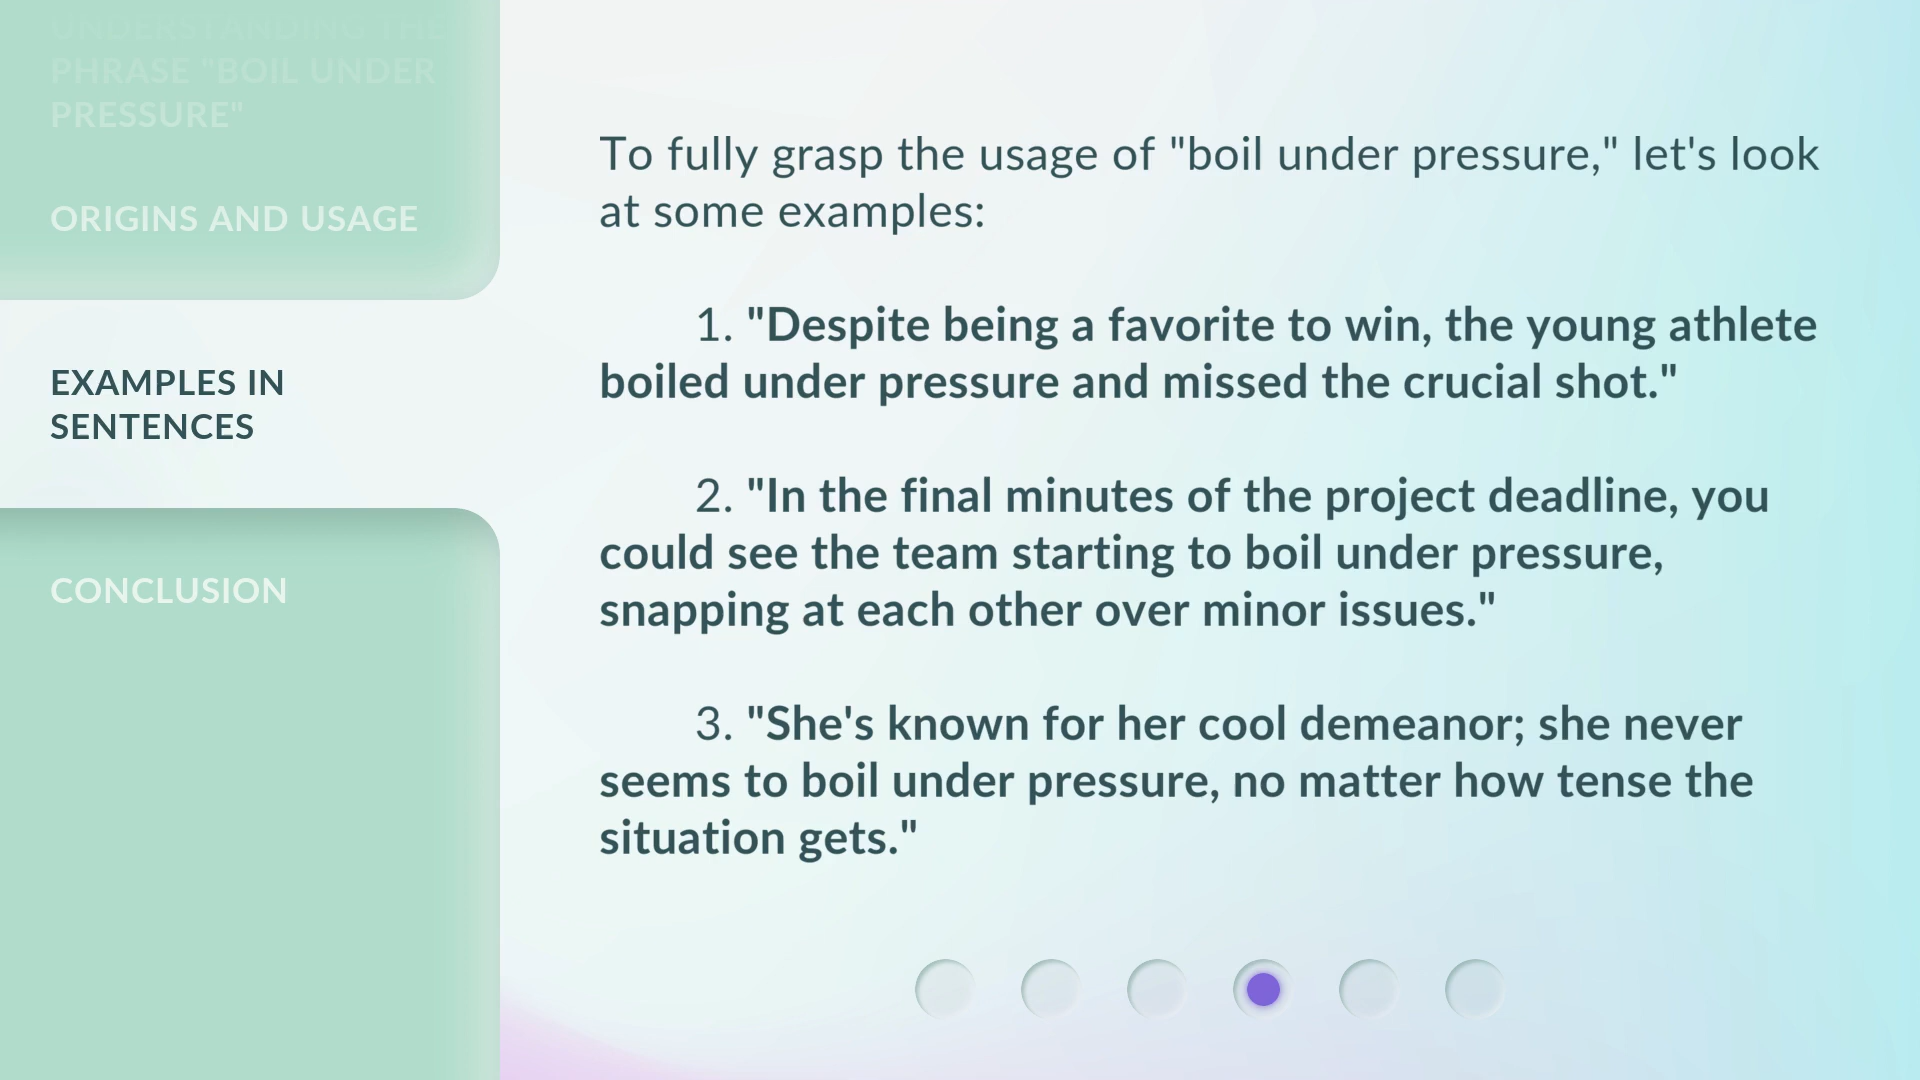 UNDERSTANDING THE
PHRASE "BOIL UNDER
PRESSURE"
ORIGINS AND USAGE
EXAMPLES IN
SENTENCES
CONCLUSION
To fully grasp the usage of "boil under pressure," let's look
at some examples:
1. "Despite being a favorite to win, the young athlete
boiled under pressure and missed the crucial shot."
2. "In the final minutes of the project deadline, you
could see the team starting to boil under pressure,
snapping at each other over minor issues."
3. "She's known for her cool demeanor; she never
seems to boil under pressure, no matter how tense the
situation gets."